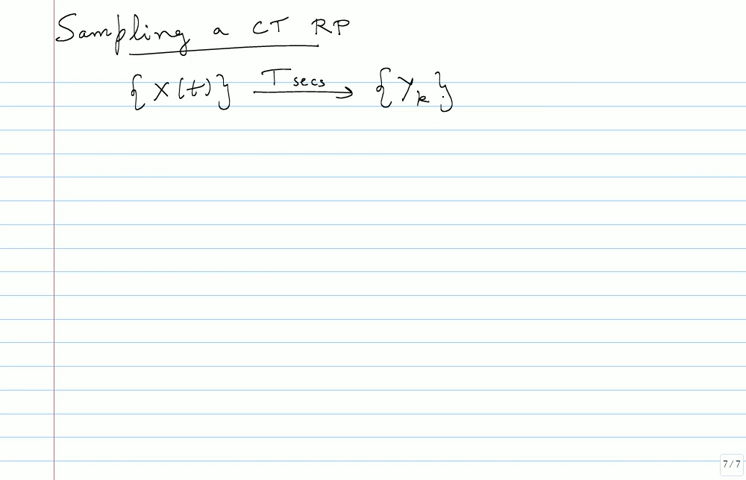 Sampling a CT RP
{X(t)} T secs → {Y_k}
7/7